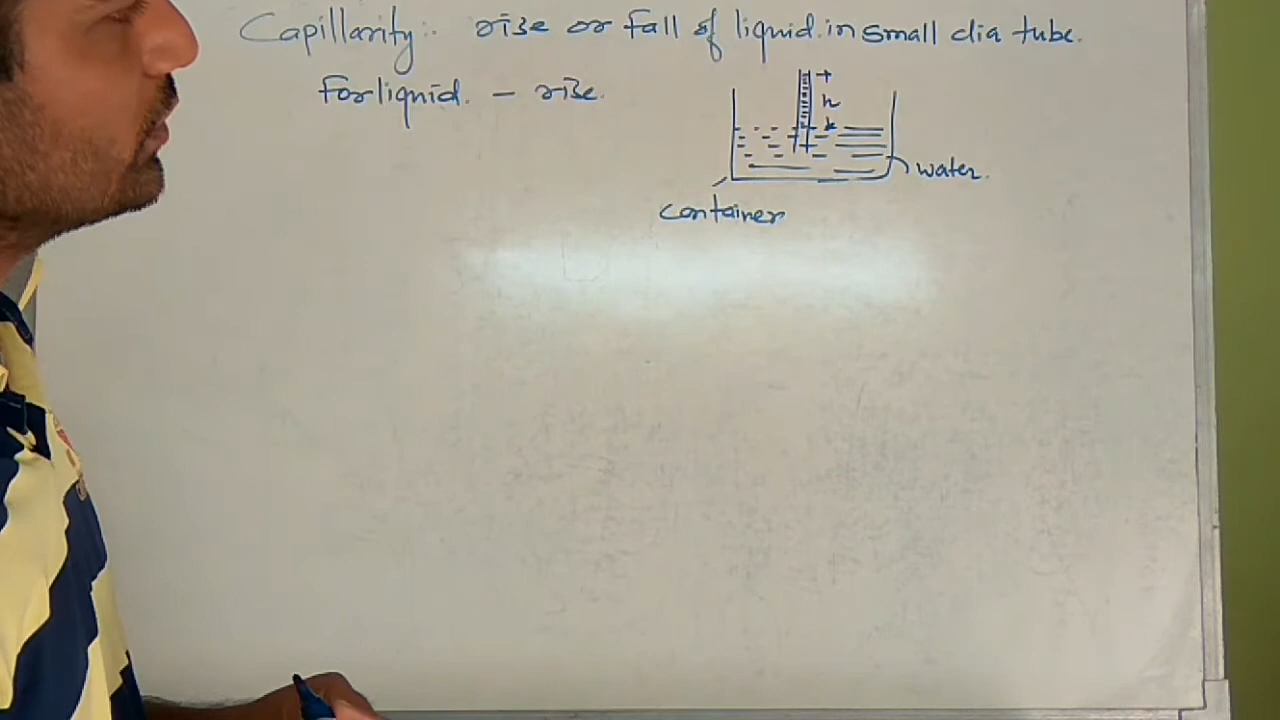 Capillarity:- rise or fall of liquid in small dia tube.
For liquid. - rise.
h
water.
container